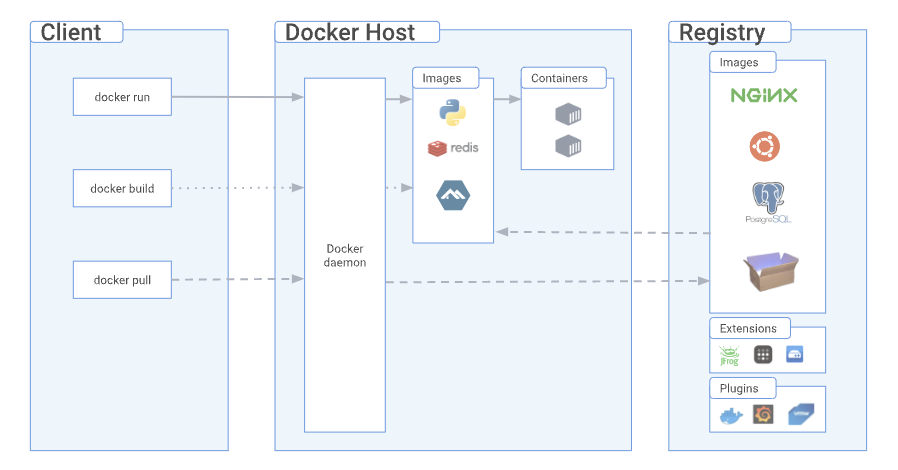 Client
docker run
docker build
docker pull
Docker Host
Docker
daemon
Images
redis
Containers
Registry
Images
NGINX
PostgreSQL
Extensions
JFrog
Plugins